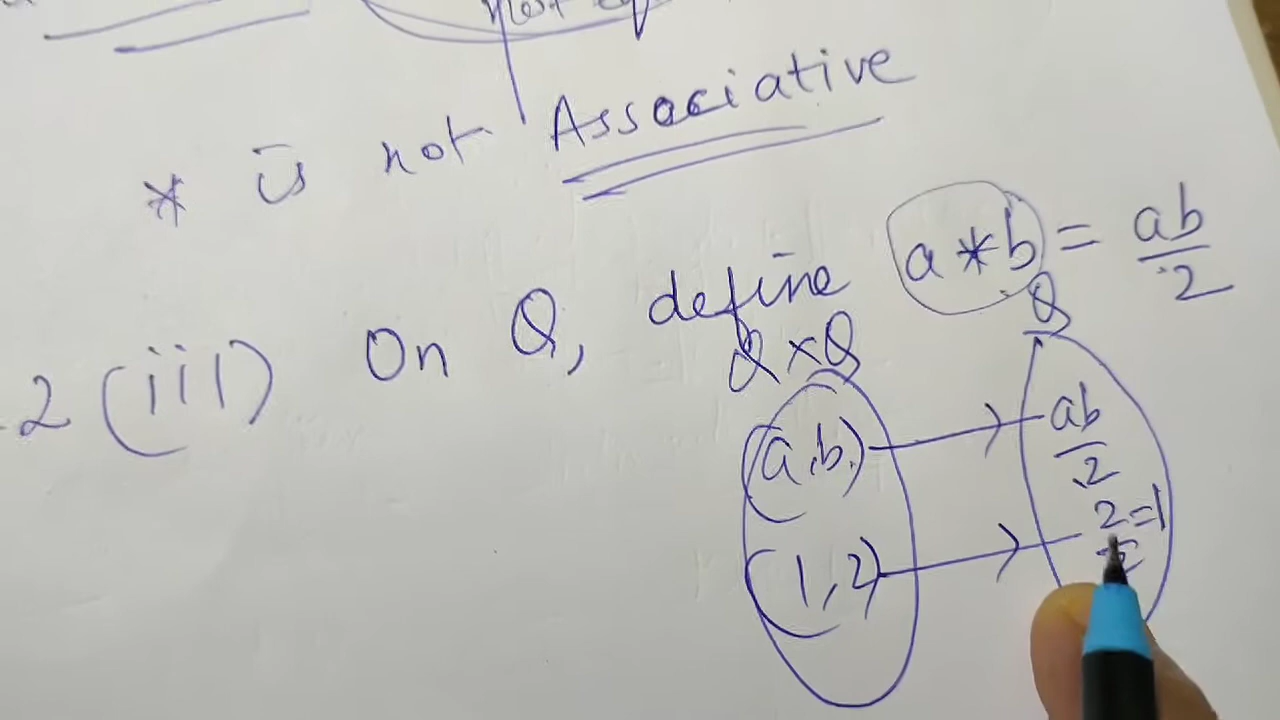 * is not Associative
2 (iii) On Q, define a * b = ab/2
Q × Q
Q
(a, b)
ab/2
(1, 2)
2/2 = 1